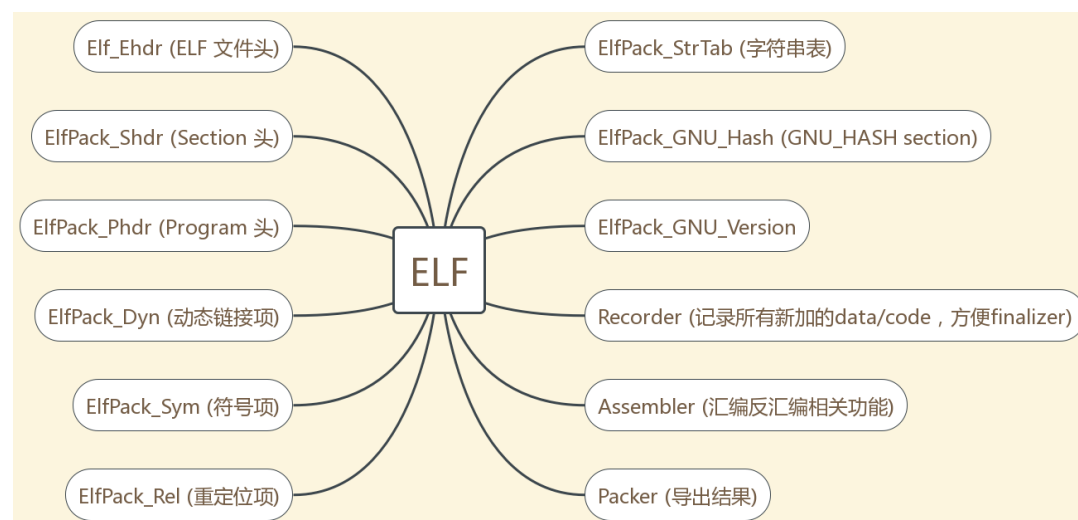 Elf_Ehdr (ELF 文件头)
ElfPack_Shdr (Section 头)
ElfPack_Phdr (Program 头)
ElfPack_Dyn (动态链接项)
ElfPack_Sym (符号项)
ElfPack_Rel (重定位项)
ELF
ElfPack_StrTab (字符串表)
ElfPack_GNU_Hash (GNU_HASH section)
ElfPack_GNU_Version
Recorder (记录所有新加的data/code，方便finalizer)
Assembler (汇编反汇编相关功能)
Packer (导出结果)